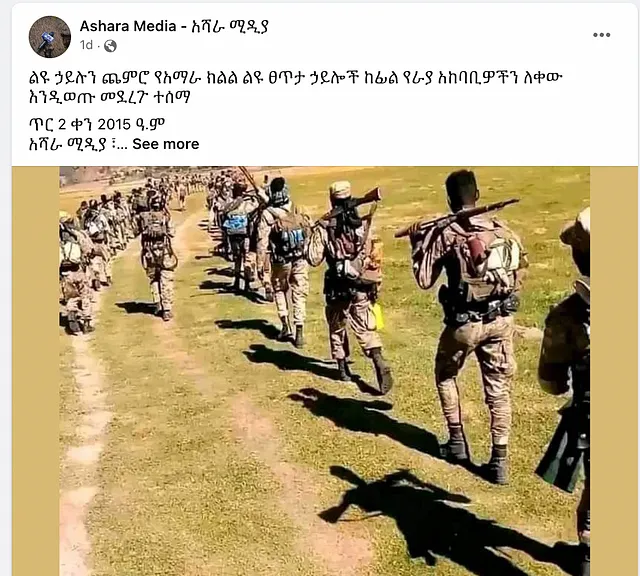 Ashara Media - አሻራ ሚዲያ
1d ·
ልዩ ኃይሉን ጨምሮ የአማራ ክልል ልዩ ፀጥታ ኃይሎች ከፊል የራያ አከባቢዎችን ለቀው
እንዲወጡ መደረጉ ተሰማ
ጥር 2 ቀን 2015 ዓ.ም
አሻራ ሚዲያ ፧... See more